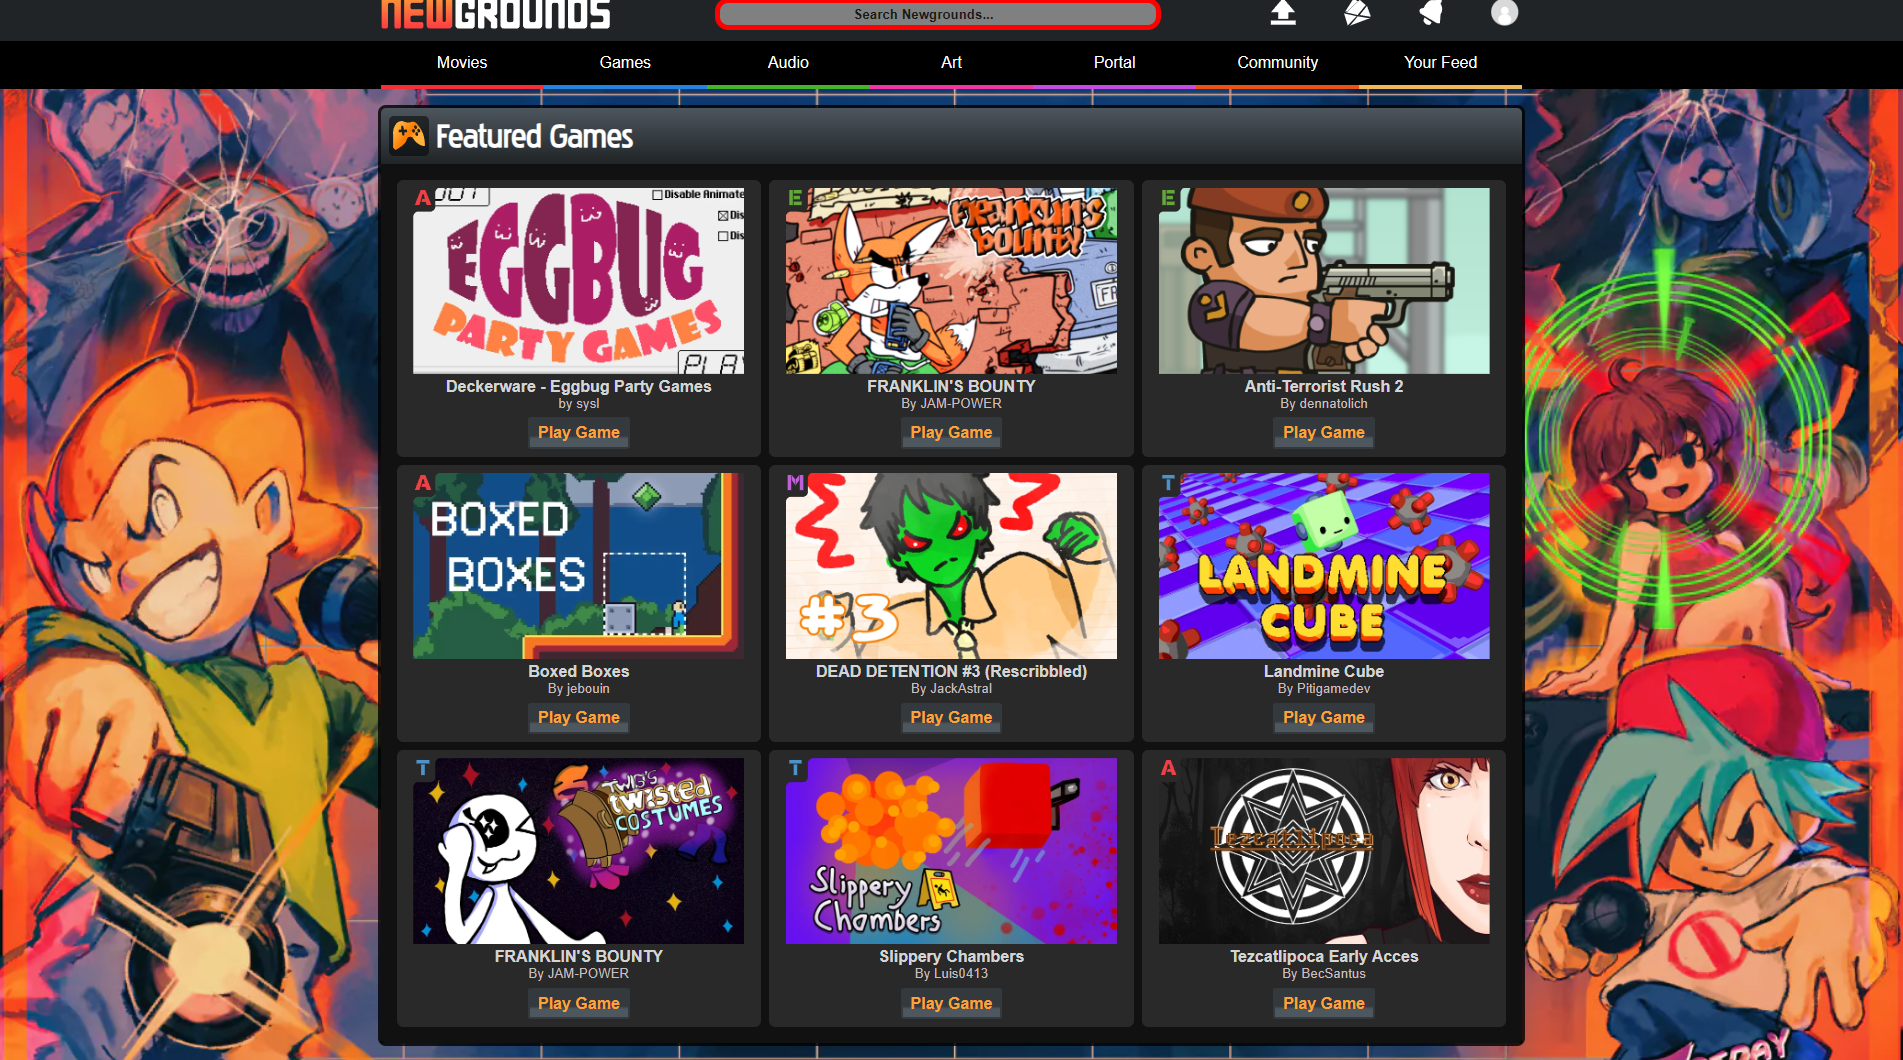 NEWGROUNDS
Search Newgrounds...
Movies Games Audio Art Portal Community Your Feed
Featured Games
A
Disable Animate
Dis
Dis
EGGBUG
PARTY GAMES
PLA
Deckerware - Eggbug Party Games
by sysl
Play Game
E
FRANKLIN'S
BOUNTY
FRANKLIN'S BOUNTY
By JAM-POWER
Play Game
E
Anti-Terrorist Rush 2
By dennatolich
Play Game
A
BOXED
BOXES
Boxed Boxes
By jebouin
Play Game
M
#3
DEAD DETENTION #3 (Rescribbled)
By JackAstral
Play Game
T
LANDMINE
CUBE
Landmine Cube
By Pitigamedev
Play Game
T
TWIB'S
TWISTED
COSTUMES
FRANKLIN'S BOUNTY
By JAM-POWER
Play Game
T
Slippery
Chambers
Slippery Chambers
By Luis0413
Play Game
A
Tezcatlipoca
Tezcatlipoca Early Acces
By BecSantus
Play Game